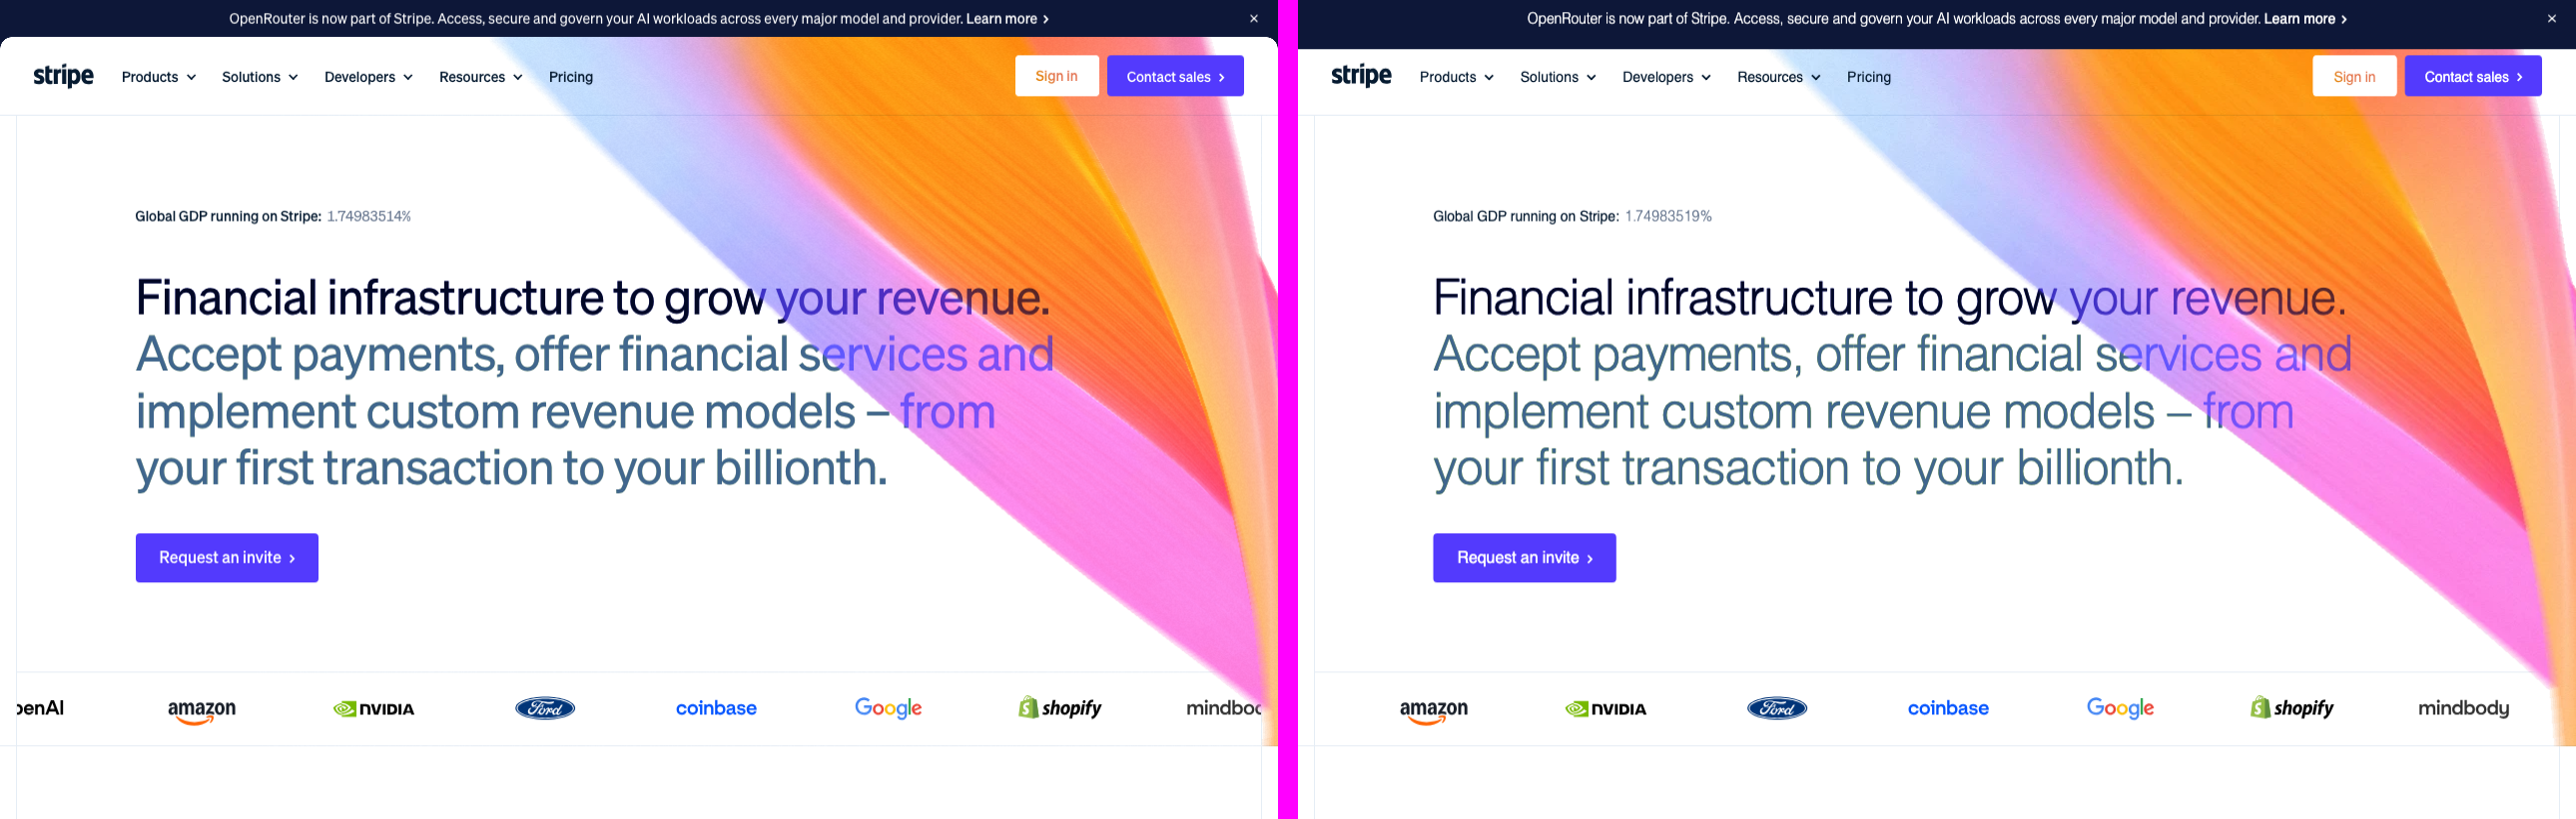 OpenRouter is now part of Stripe. Access, secure and govern your AI workloads across every major model and provider. Learn more
stripe Products Solutions Developers Resources Pricing Sign in Contact sales
Global GDP running on Stripe: 1.74983514%
Financial infrastructure to grow your revenue.
Accept payments, offer financial services and
implement custom revenue models – from
your first transaction to your billionth.
Request an invite
penAI amazon NVIDIA Ford coinbase Google shopify mindboc
OpenRouter is now part of Stripe. Access, secure and govern your AI workloads across every major model and provider. Learn more
stripe Products Solutions Developers Resources Pricing Sign in Contact sales
Global GDP running on Stripe: 1.74983519%
Financial infrastructure to grow your revenue.
Accept payments, offer financial services and
implement custom revenue models – from
your first transaction to your billionth.
Request an invite
amazon NVIDIA Ford coinbase Google shopify mindbody